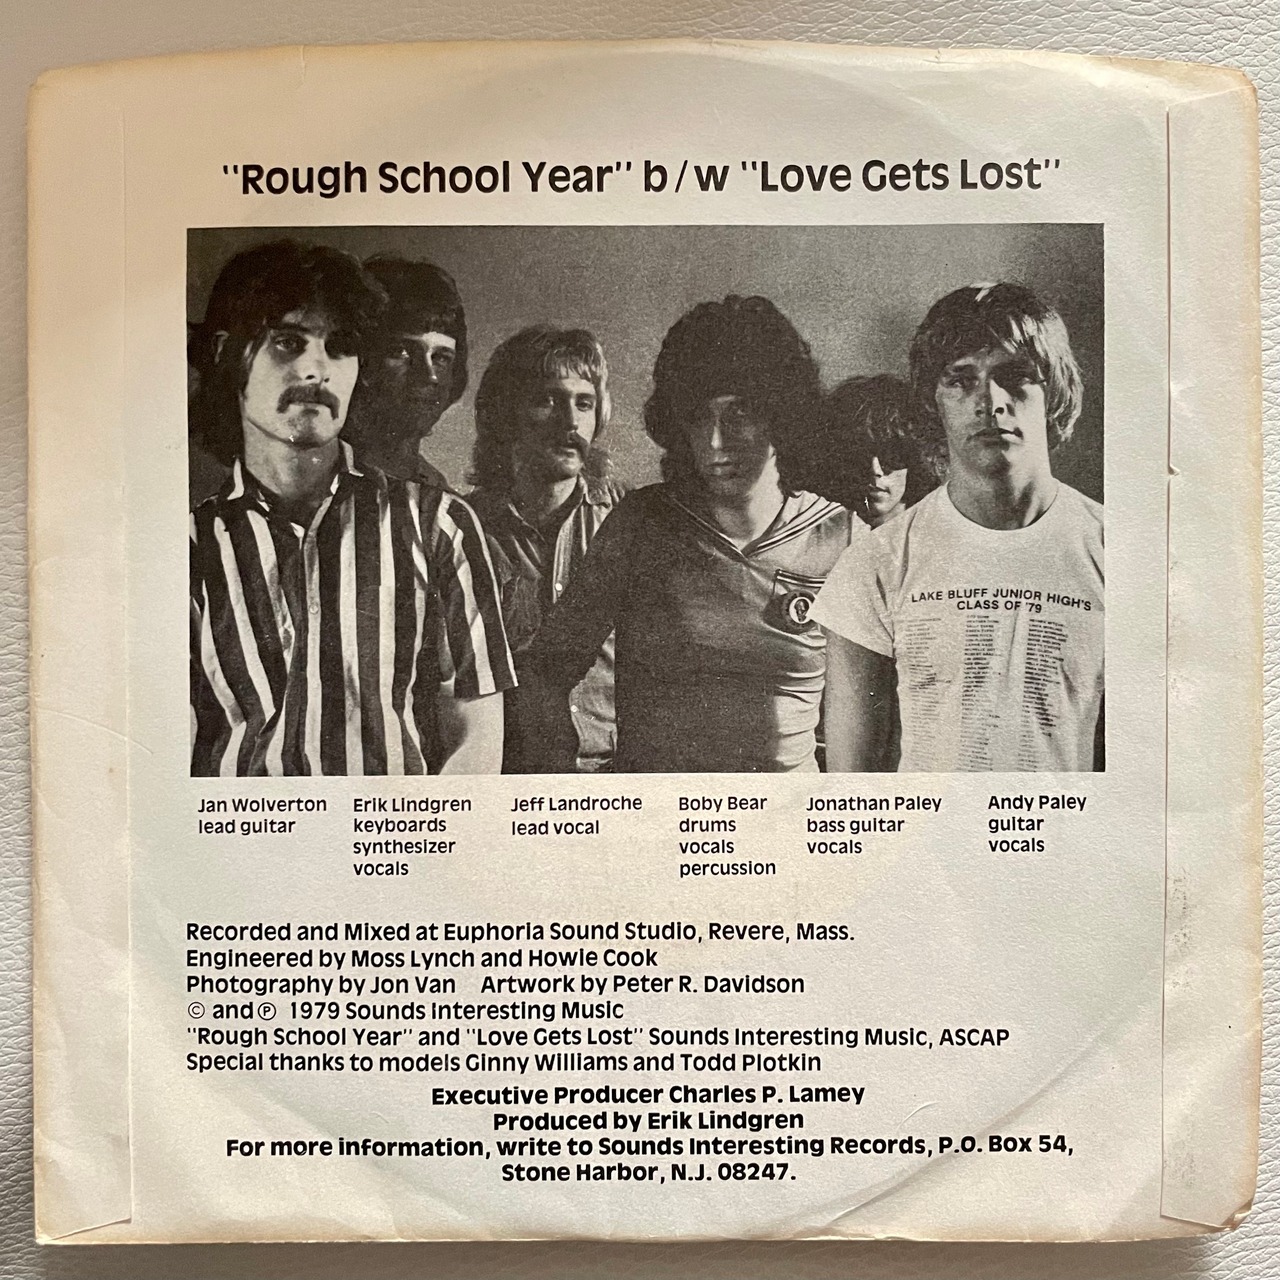 "Rough School Year" b/w "Love Gets Lost"
LAKE BLUFF JUNIOR HIGH'S
CLASS OF '79
Jan Wolverton
lead guitar
Erik Lindgren
keyboards
synthesizer
vocals
Jeff Landroche
lead vocal
Boby Bear
drums
vocals
percussion
Jonathan Paley
bass guitar
vocals
Andy Paley
guitar
vocals
Recorded and Mixed at Euphoria Sound Studio, Revere, Mass.
Engineered by Moss Lynch and Howie Cook
Photography by Jon Van Artwork by Peter R. Davidson
© and ℗ 1979 Sounds Interesting Music
"Rough School Year" and "Love Gets Lost" Sounds Interesting Music, ASCAP
Special thanks to models Ginny Williams and Todd Plotkin
Executive Producer Charles P. Lamey
Produced by Erik Lindgren
For more information, write to Sounds Interesting Records, P.O. Box 54,
Stone Harbor, N.J. 08247.